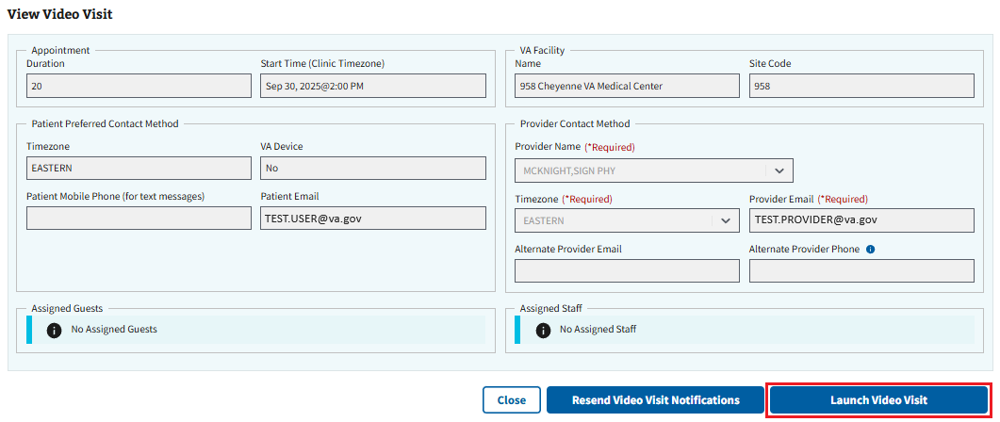 View Video Visit
Appointment
Duration
Start Time (Clinic Timezone)
20
Sep 30, 2025@2:00 PM
VA Facility
Name
Site Code
958 Cheyenne VA Medical Center
958
Patient Preferred Contact Method
Timezone
VA Device
EASTERN
No
Patient Mobile Phone (for text messages)
Patient Email
TEST.USER@va.gov
Provider Contact Method
Provider Name (*Required)
MCKNIGHT,SIGN PHY
Timezone (*Required)
Provider Email (*Required)
EASTERN
TEST.PROVIDER@va.gov
Alternate Provider Email
Alternate Provider Phone
Assigned Guests
No Assigned Guests
Assigned Staff
No Assigned Staff
Close
Resend Video Visit Notifications
Launch Video Visit